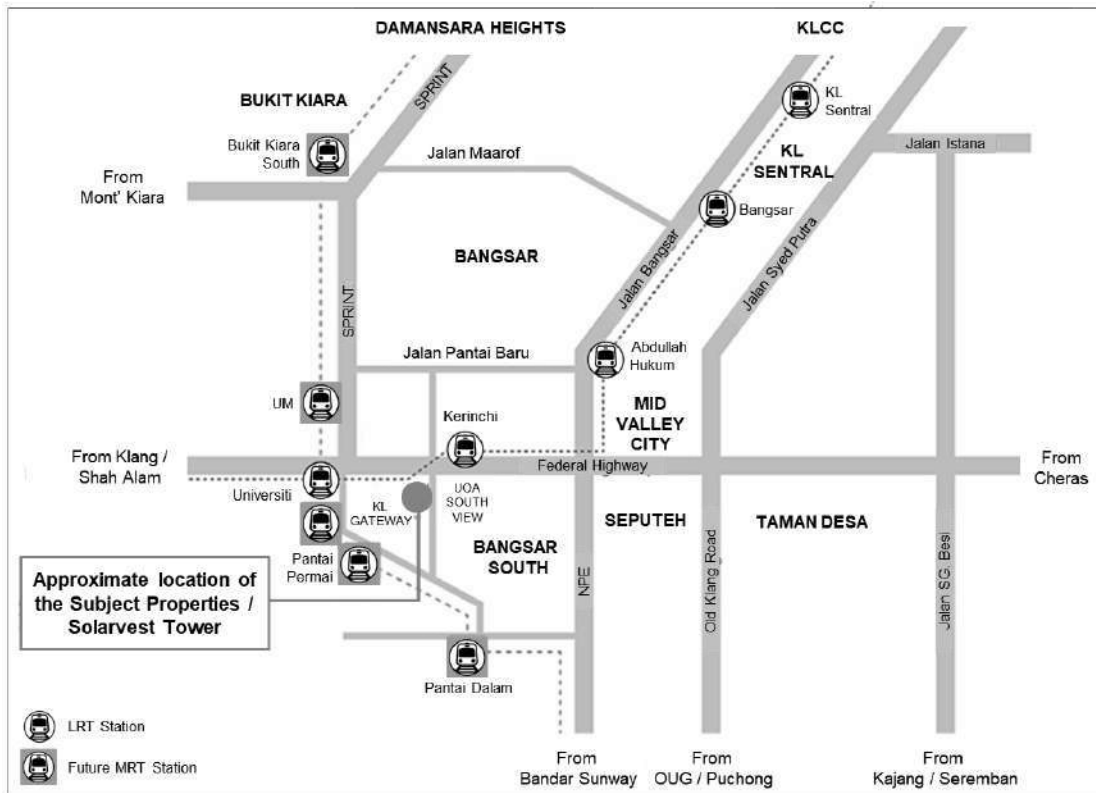 DAMANSARA HEIGHTS
KLCC
SPRINT
BUKIT KIARA
KL
Sentral
Bukit Kiara
South
Jalan Maarof
Jalan Istana
KL
SENTRAL
From
Mont' Kiara
Bangsar
BANGSAR
Jalan Bangsar
Jalan Syed Putra
SPRINT
Jalan Pantai Baru
Abdullah
Hukum
UM
Kerinchi
MID
VALLEY
CITY
From Klang /
Shah Alam
Federal Highway
From
Cheras
Universiti
KL
GATEWAY
UOA
SOUTH
VIEW
SEPUTEH
TAMAN DESA
Pantai
Permai
BANGSAR
SOUTH
NPE
Old Klang Road
Jalan SG. Besi
Approximate location of
the Subject Properties /
Solarvest Tower
Pantai Dalam
LRT Station
Future MRT Station
From
Bandar Sunway
From
OUG / Puchong
From
Kajang / Seremban